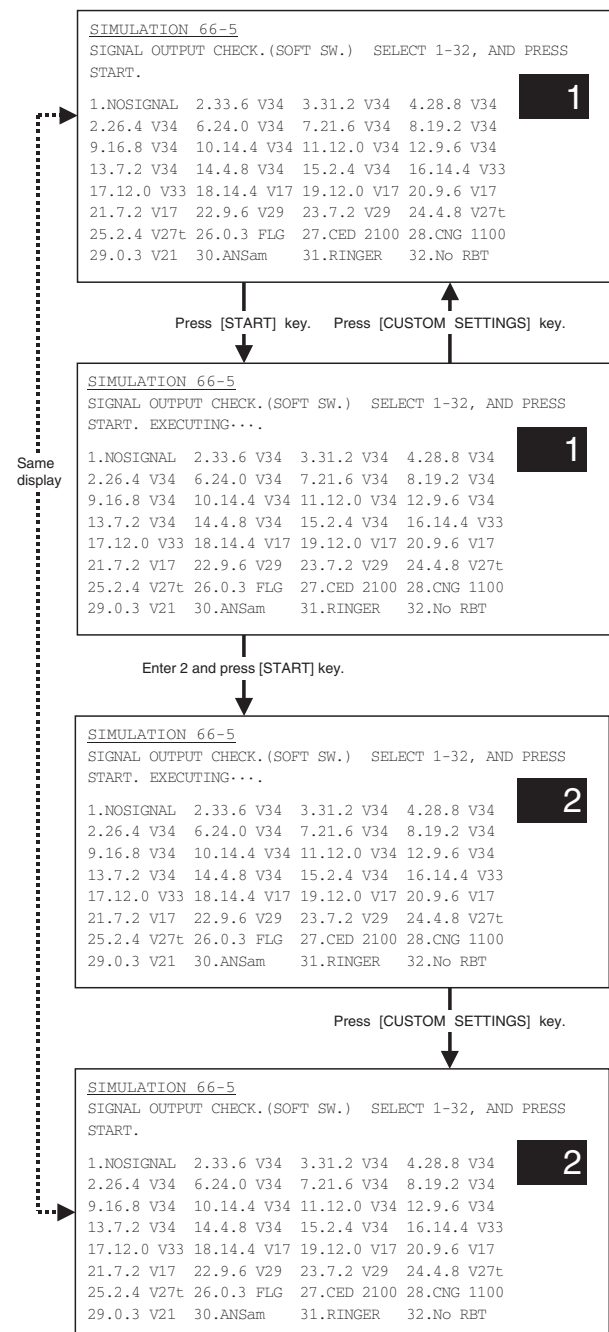 SIMULATION 66-5
SIGNAL OUTPUT CHECK.(SOFT SW.) SELECT 1-32, AND PRESS
START.
1
1.NOSIGNAL 2.33.6 V34 3.31.2 V34 4.28.8 V34
2.26.4 V34 6.24.0 V34 7.21.6 V34 8.19.2 V34
9.16.8 V34 10.14.4 V34 11.12.0 V34 12.9.6 V34
13.7.2 V34 14.4.8 V34 15.2.4 V34 16.14.4 V33
17.12.0 V33 18.14.4 V17 19.12.0 V17 20.9.6 V17
21.7.2 V17 22.9.6 V29 23.7.2 V29 24.4.8 V27t
25.2.4 V27t 26.0.3 FLG 27.CED 2100 28.CNG 1100
29.0.3 V21 30.ANSam 31.RINGER 32.No RBT
Press [START] key. Press [CUSTOM SETTINGS] key.
SIMULATION 66-5
SIGNAL OUTPUT CHECK.(SOFT SW.) SELECT 1-32, AND PRESS
START. EXECUTING····.
1
1.NOSIGNAL 2.33.6 V34 3.31.2 V34 4.28.8 V34
2.26.4 V34 6.24.0 V34 7.21.6 V34 8.19.2 V34
9.16.8 V34 10.14.4 V34 11.12.0 V34 12.9.6 V34
13.7.2 V34 14.4.8 V34 15.2.4 V34 16.14.4 V33
17.12.0 V33 18.14.4 V17 19.12.0 V17 20.9.6 V17
21.7.2 V17 22.9.6 V29 23.7.2 V29 24.4.8 V27t
25.2.4 V27t 26.0.3 FLG 27.CED 2100 28.CNG 1100
29.0.3 V21 30.ANSam 31.RINGER 32.No RBT
Same
display
Enter 2 and press [START] key.
SIMULATION 66-5
SIGNAL OUTPUT CHECK.(SOFT SW.) SELECT 1-32, AND PRESS
START. EXECUTING····.
2
1.NOSIGNAL 2.33.6 V34 3.31.2 V34 4.28.8 V34
2.26.4 V34 6.24.0 V34 7.21.6 V34 8.19.2 V34
9.16.8 V34 10.14.4 V34 11.12.0 V34 12.9.6 V34
13.7.2 V34 14.4.8 V34 15.2.4 V34 16.14.4 V33
17.12.0 V33 18.14.4 V17 19.12.0 V17 20.9.6 V17
21.7.2 V17 22.9.6 V29 23.7.2 V29 24.4.8 V27t
25.2.4 V27t 26.0.3 FLG 27.CED 2100 28.CNG 1100
29.0.3 V21 30.ANSam 31.RINGER 32.No RBT
Press [CUSTOM SETTINGS] key.
SIMULATION 66-5
SIGNAL OUTPUT CHECK.(SOFT SW.) SELECT 1-32, AND PRESS
START.
2
1.NOSIGNAL 2.33.6 V34 3.31.2 V34 4.28.8 V34
2.26.4 V34 6.24.0 V34 7.21.6 V34 8.19.2 V34
9.16.8 V34 10.14.4 V34 11.12.0 V34 12.9.6 V34
13.7.2 V34 14.4.8 V34 15.2.4 V34 16.14.4 V33
17.12.0 V33 18.14.4 V17 19.12.0 V17 20.9.6 V17
21.7.2 V17 22.9.6 V29 23.7.2 V29 24.4.8 V27t
25.2.4 V27t 26.0.3 FLG 27.CED 2100 28.CNG 1100
29.0.3 V21 30.ANSam 31.RINGER 32.No RBT